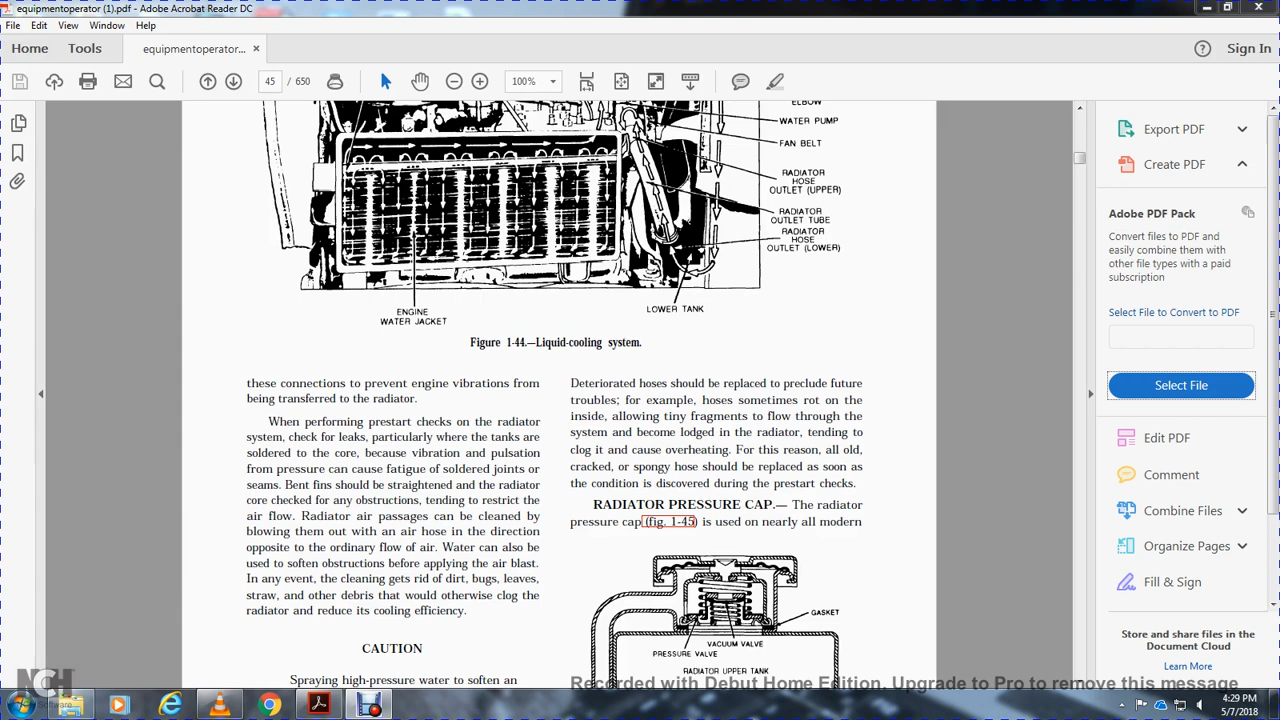 equipmentoperator (1).pdf - Adobe Acrobat Reader DC
File Edit View Window Help
Home Tools equipmentoperator... × Sign In
45 / 650 100%
ELBOW
WATER PUMP
FAN BELT
RADIATOR
HOSE
OUTLET (UPPER)
RADIATOR
OUTLET TUBE
RADIATOR
HOSE
OUTLET (LOWER)
ENGINE
WATER JACKET
LOWER TANK
Figure 1-44.—Liquid-cooling system.
these connections to prevent engine vibrations from
being transferred to the radiator.
When performing prestart checks on the radiator
system, check for leaks, particularly where the tanks are
soldered to the core, because vibration and pulsation
from pressure can cause fatigue of soldered joints or
seams. Bent fins should be straightened and the radiator
core checked for any obstructions, tending to restrict the
air flow. Radiator air passages can be cleaned by
blowing them out with an air hose in the direction
opposite to the ordinary flow of air. Water can also be
used to soften obstructions before applying the air blast.
In any event, the cleaning gets rid of dirt, bugs, leaves,
straw, and other debris that would otherwise clog the
radiator and reduce its cooling efficiency.
CAUTION
Spraying high-pressure water to soften an
Deteriorated hoses should be replaced to preclude future
troubles; for example, hoses sometimes rot on the
inside, allowing tiny fragments to flow through the
system and become lodged in the radiator, tending to
clog it and cause overheating. For this reason, all old,
cracked, or spongy hose should be replaced as soon as
the condition is discovered during the prestart checks.
RADIATOR PRESSURE CAP.— The radiator
pressure cap (fig. 1-45) is used on nearly all modern
GASKET
VACUUM VALVE
PRESSURE VALVE
RADIATOR UPPER TANK
Export PDF
Create PDF
Adobe PDF Pack
Convert files to PDF and
easily combine them with
other file types with a paid
subscription
Select File to Convert to PDF
Select File
Edit PDF
Comment
Combine Files
Organize Pages
Fill & Sign
Store and share files in the
Document Cloud
Learn More
NCH
Software
Recorded with Debut Home Edition. Upgrade to Pro to remove this message
4:29 PM
5/7/2018